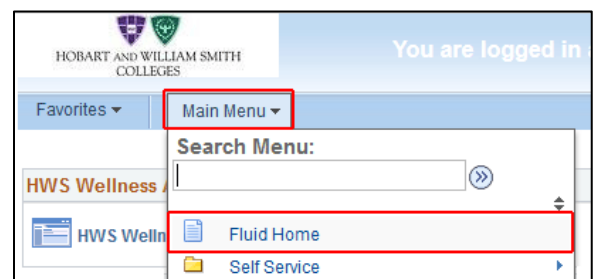 HOBART AND WILLIAM SMITH
COLLEGES
You are logged in
Favorites
Main Menu
Search Menu:
HWS Wellness
Fluid Home
HWS Welln
Self Service